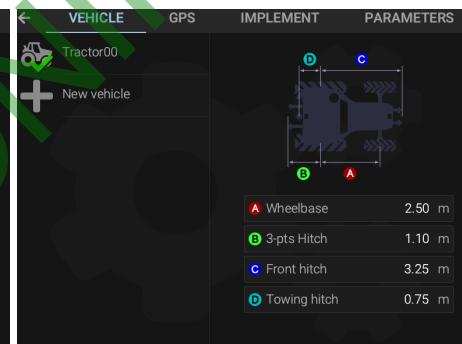 ← VEHICLE GPS IMPLEMENT PARAMETERS
Tractor00
New vehicle
D C
B A
A Wheelbase 2.50 m
B 3-pts Hitch 1.10 m
C Front hitch 3.25 m
D Towing hitch 0.75 m